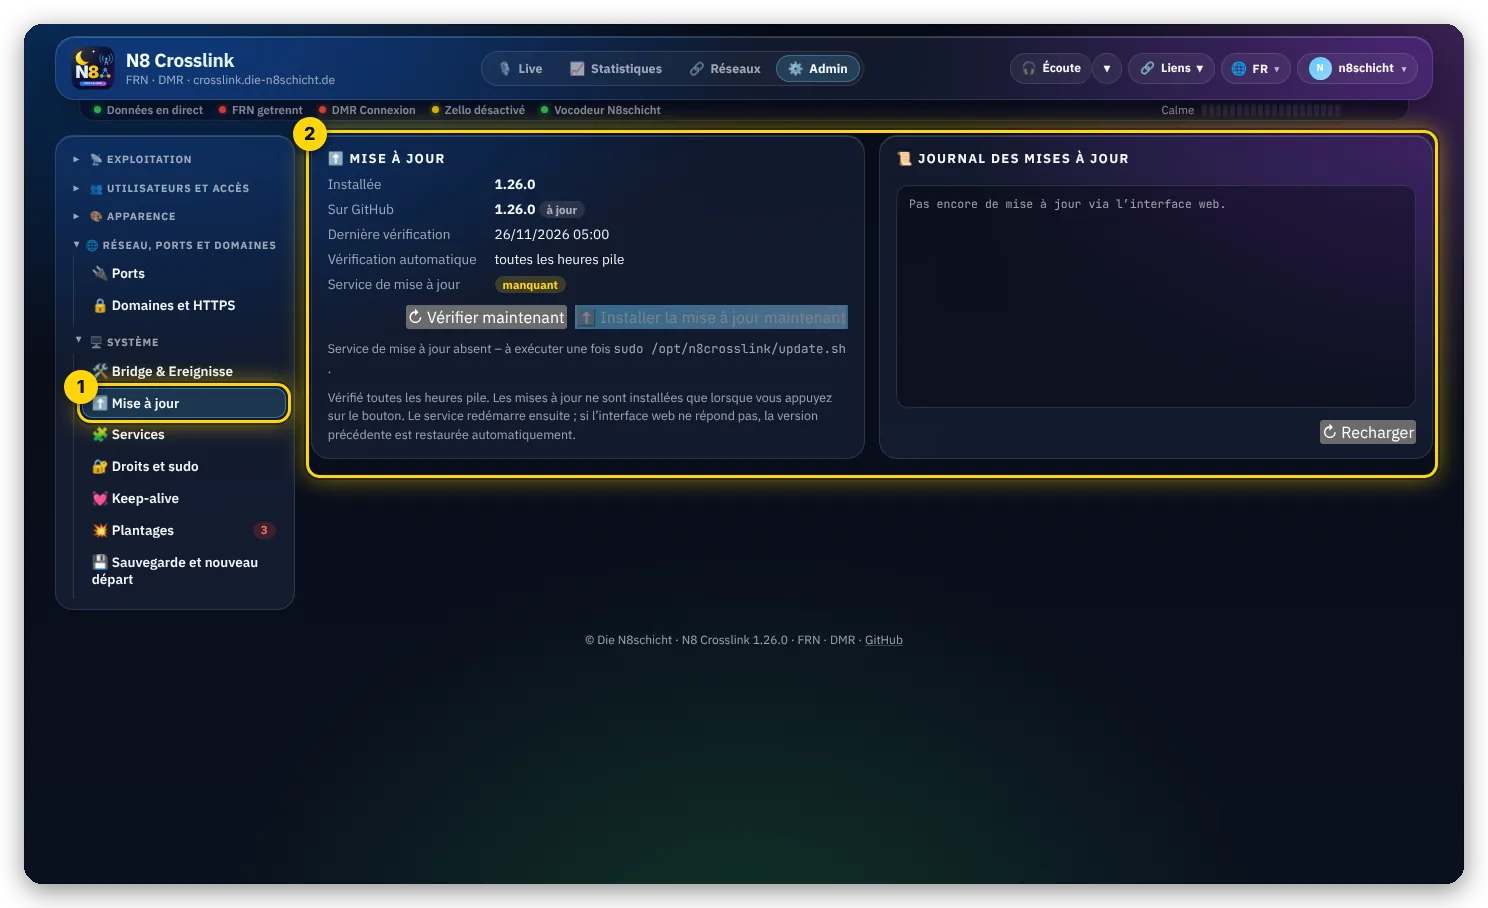 N8 Crosslink
FRN · DMR · crosslink.die-n8schicht.de
Live
Statistiques
Réseaux
Admin
Écoute
▼
Liens ▼
FR ▾
N n8schicht ▾
Données en direct
FRN getrennt
DMR Connexion
Zello désactivé
Vocodeur N8schicht
Calme
▸ EXPLOITATION
▸ UTILISATEURS ET ACCÈS
▸ APPARENCE
▾ RÉSEAU, PORTS ET DOMAINES
Ports
Domaines et HTTPS
▾ SYSTÈME
Bridge & Ereignisse
1
Mise à jour
Services
Droits et sudo
Keep-alive
Plantages 3
Sauvegarde et nouveau
départ
2
MISE À JOUR
Installée 1.26.0
Sur GitHub 1.26.0 à jour
Dernière vérification 26/11/2026 05:00
Vérification automatique toutes les heures pile
Service de mise à jour manquant
↻ Vérifier maintenant
⬆ Installer la mise à jour maintenant
Service de mise à jour absent – à exécuter une fois sudo /opt/n8crosslink/update.sh
.
Vérifié toutes les heures pile. Les mises à jour ne sont installées que lorsque vous appuyez
sur le bouton. Le service redémarre ensuite ; si l’interface web ne répond pas, la version
précédente est restaurée automatiquement.
JOURNAL DES MISES À JOUR
Pas encore de mise à jour via l’interface web.
↻ Recharger
© Die N8schicht · N8 Crosslink 1.26.0 · FRN · DMR · GitHub